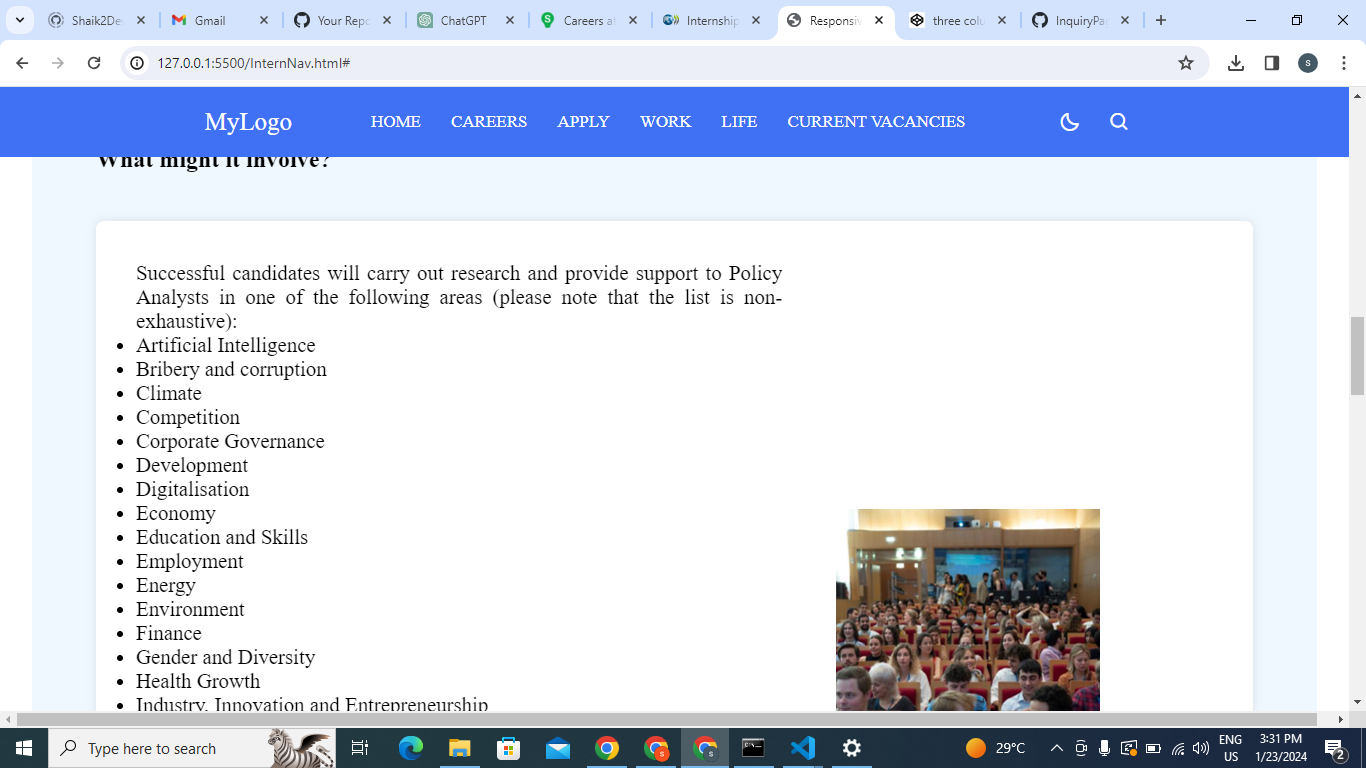 Shaik2De
Gmail
Your Repo
ChatGPT
Careers a
Internship
Responsiv
three colu
InquiryPa
127.0.0.1:5500/InternNav.html#
S
MyLogo HOME CAREERS APPLY WORK LIFE CURRENT VACANCIES
What might it involve?
Successful candidates will carry out research and provide support to Policy
Analysts in one of the following areas (please note that the list is non-
exhaustive):
• Artificial Intelligence
• Bribery and corruption
• Climate
• Competition
• Corporate Governance
• Development
• Digitalisation
• Economy
• Education and Skills
• Employment
• Energy
• Environment
• Finance
• Gender and Diversity
• Health Growth
• Industry, Innovation and Entrepreneurship
Type here to search
29°C
ENG
US
3:31 PM
1/23/2024
2